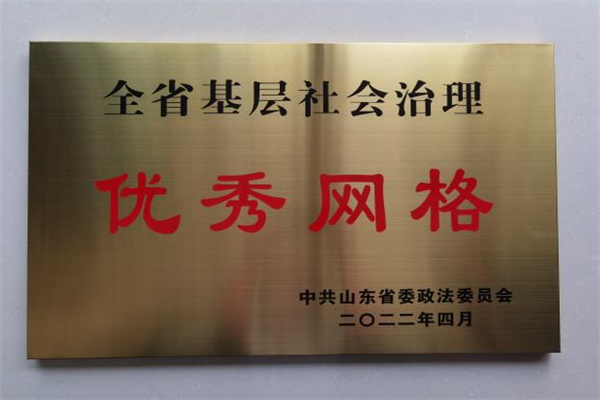 全省基层社会治理
优秀网格
中共山东省委政法委员会
二〇二二年四月